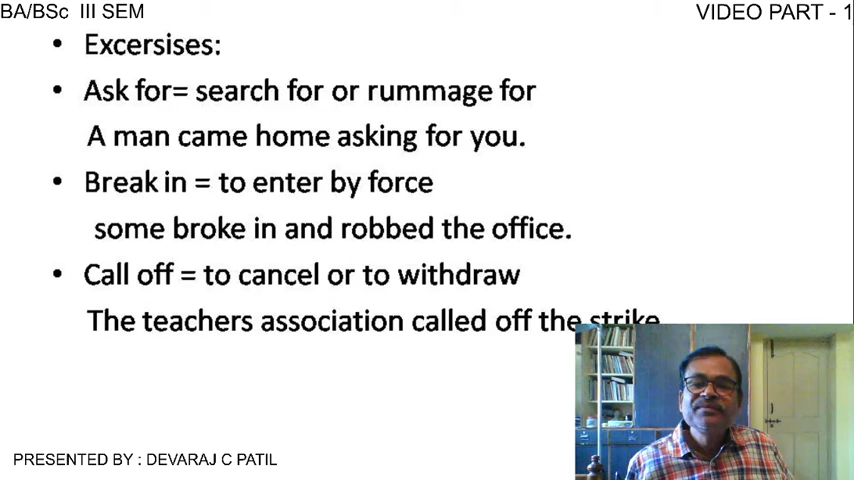 BA/BSc III SEM
VIDEO PART - 1
• Excersises:
• Ask for= search for or rummage for
A man came home asking for you.
• Break in = to enter by force
some broke in and robbed the office.
• Call off = to cancel or to withdraw
The teachers association called off the strike
PRESENTED BY : DEVARAJ C PATIL